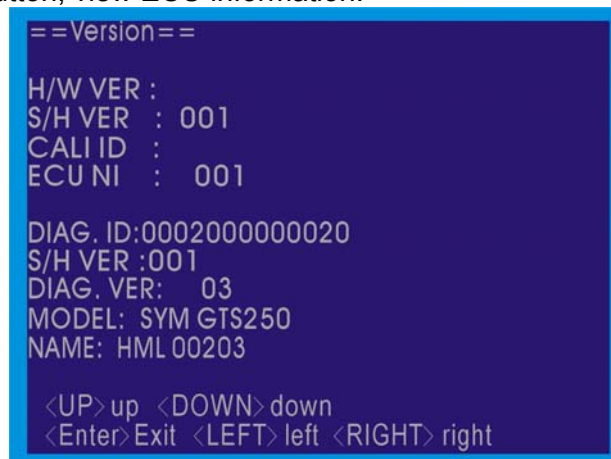 ==Version==
H/W VER :
S/H VER : 001
CALI ID :
ECU NI : 001
DIAG. ID:0002000000020
S/H VER :001
DIAG. VER: 03
MODEL: SYM GTS250
NAME: HML 00203
<UP> up <DOWN> down
<Enter> Exit <LEFT> left <RIGHT> right